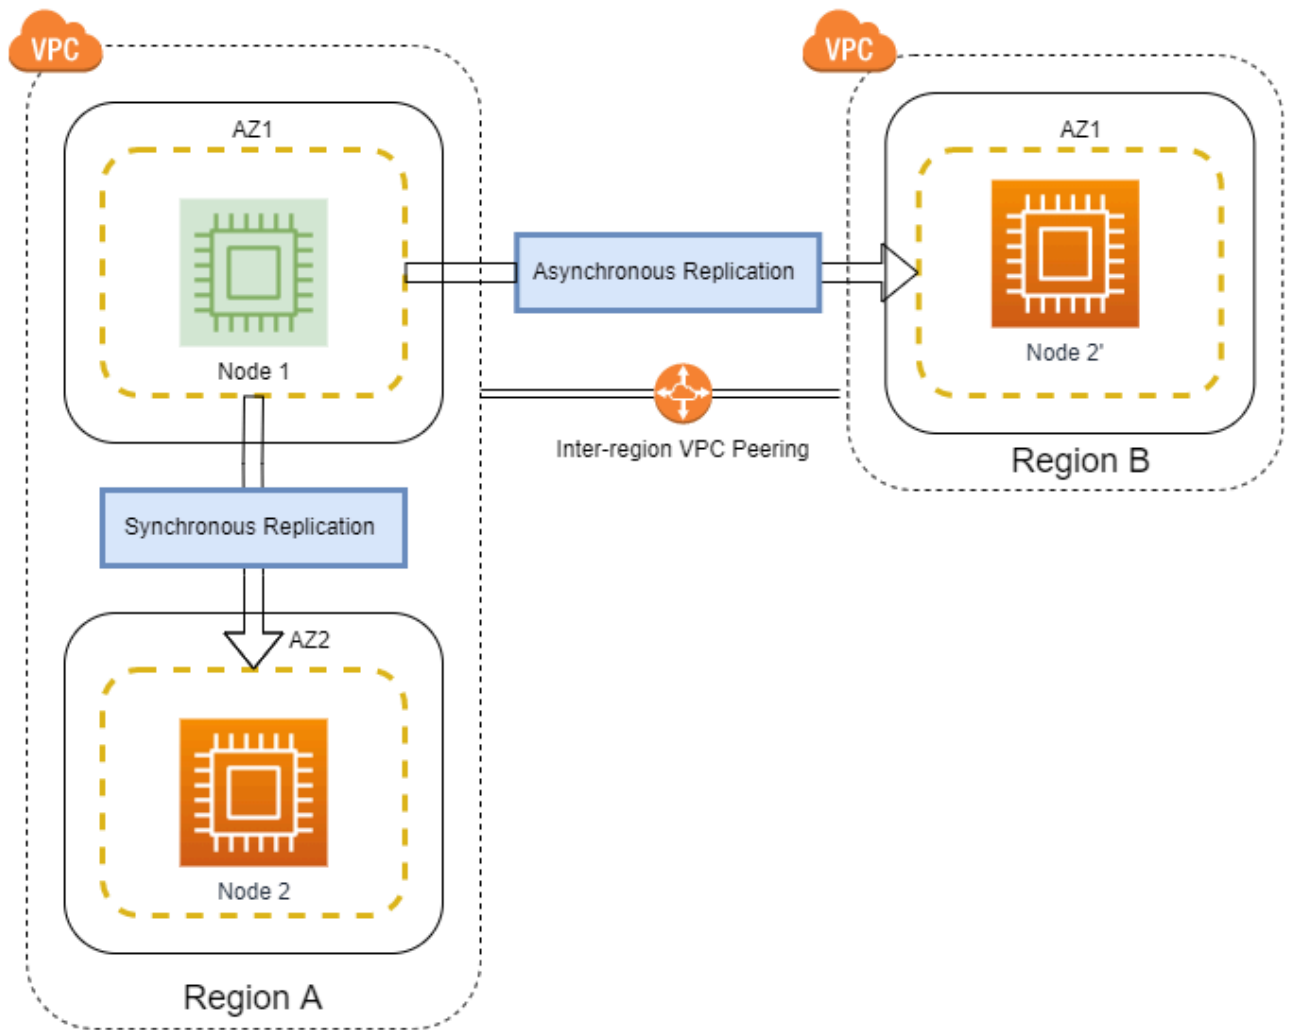 VPC
VPC
AZ1
AZ1
Asynchronous Replication
Node 1
Node 2'
Inter-region VPC Peering
Region B
Synchronous Replication
AZ2
Node 2
Region A